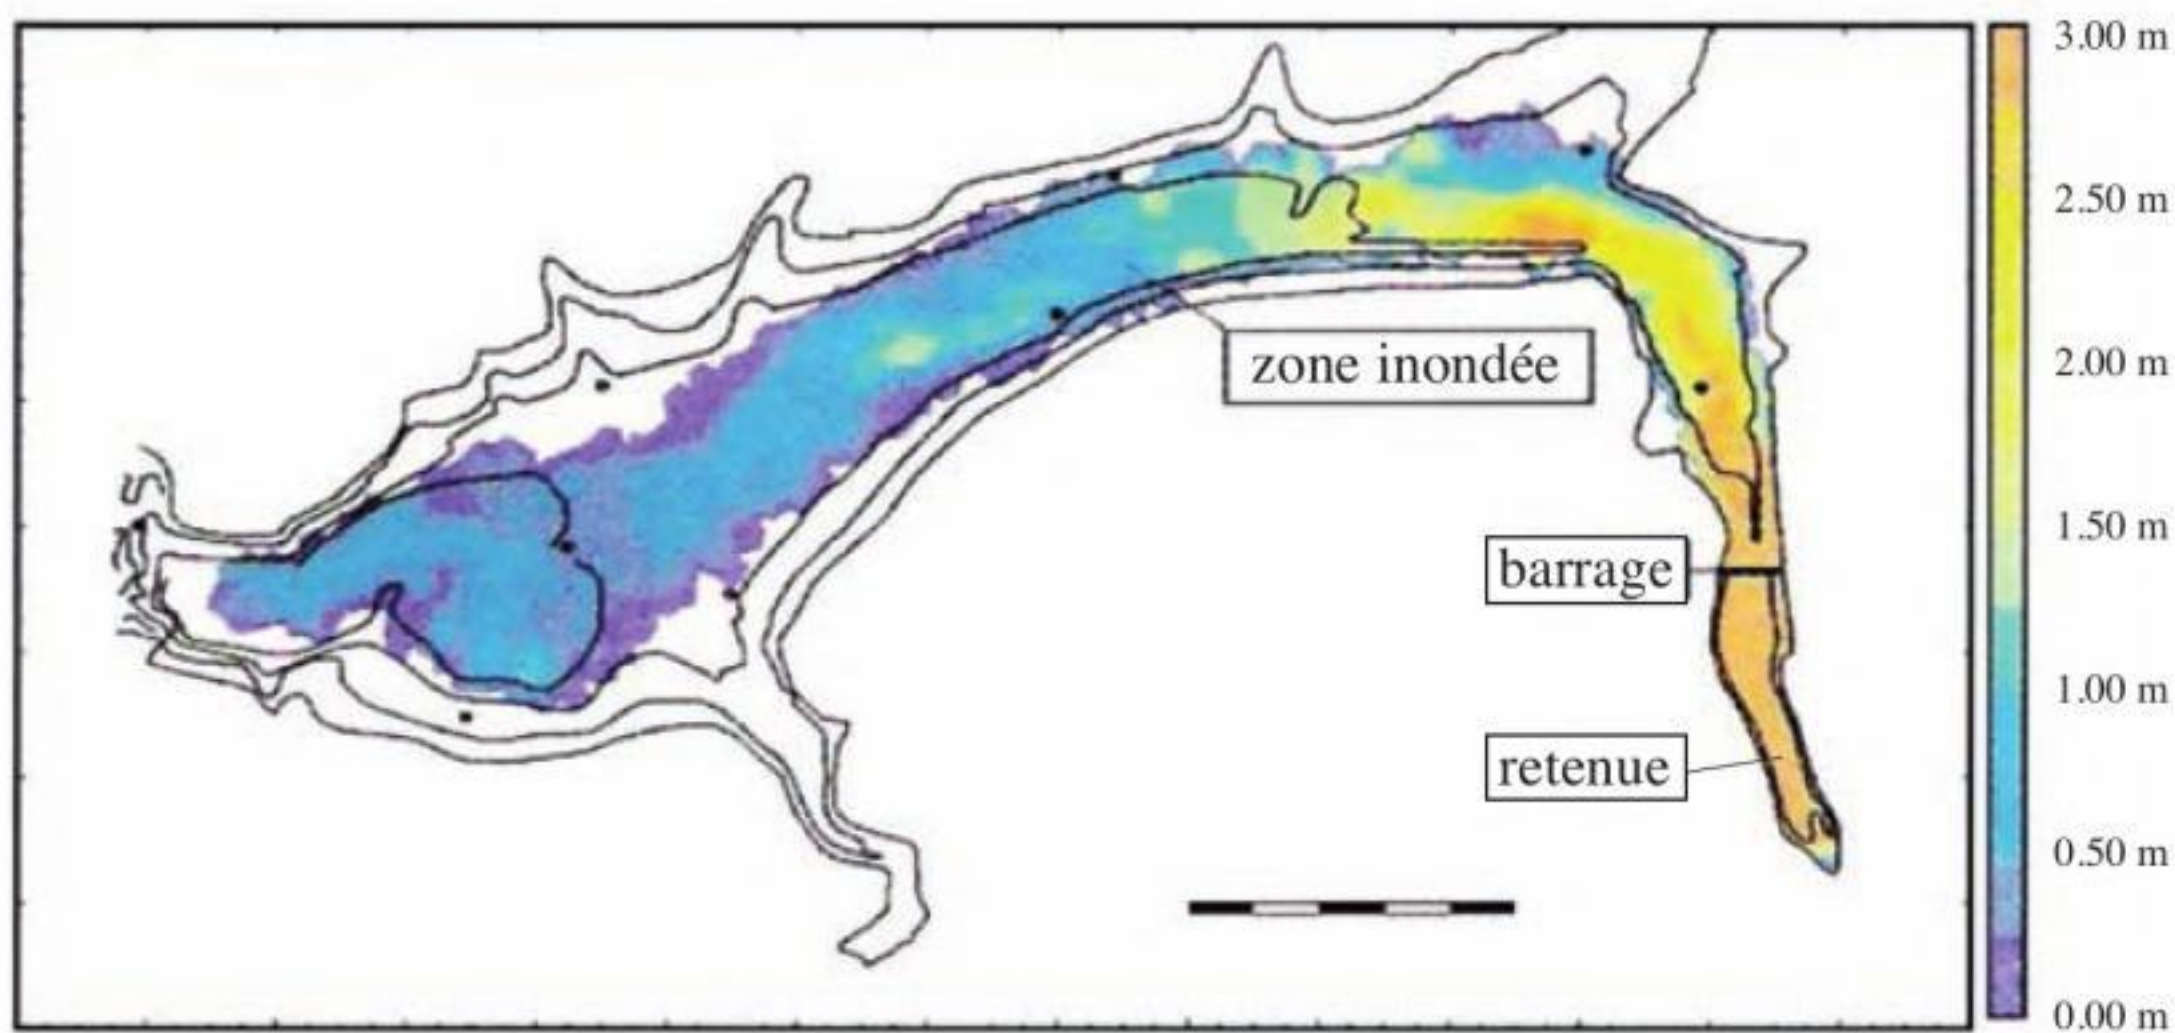 3.00 m
2.50 m
2.00 m
zone inondée
1.50 m
barrage
1.00 m
retenue
0.50 m
0.00 m